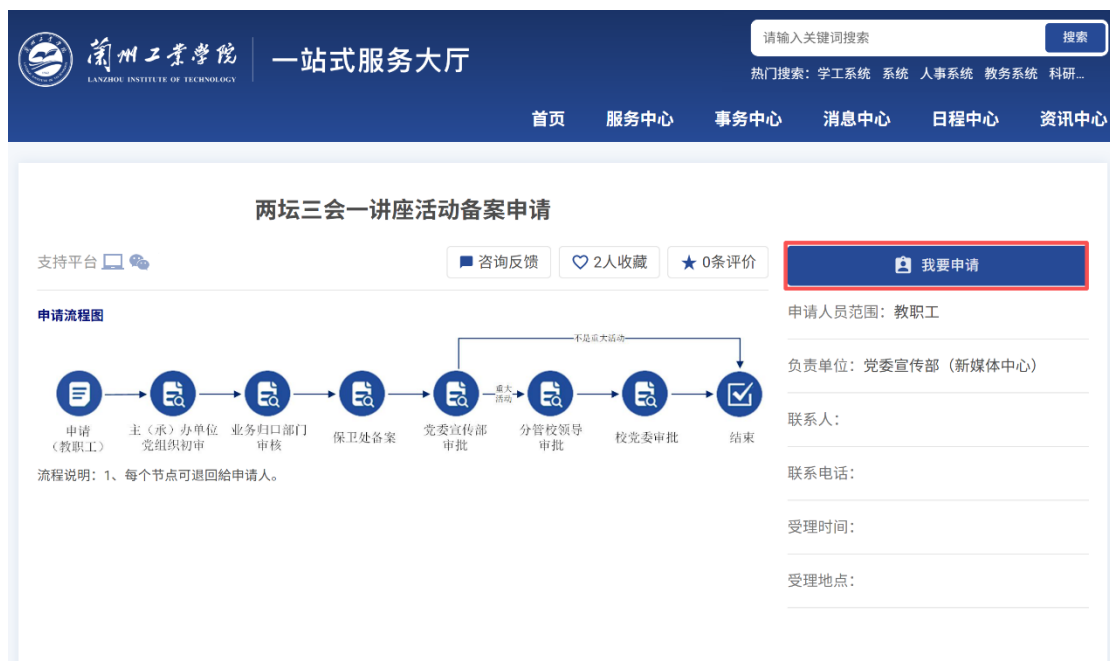 兰州工业学院
LANZHOU INSTITUTE OF TECHNOLOGY
一站式服务大厅
请输入关键词搜索
搜索
热门搜索：学工系统 系统 人事系统 教务系统 科研...
首页 服务中心 事务中心 消息中心 日程中心 资讯中心
两坛三会一讲座活动备案申请
支持平台
咨询反馈 2人收藏 0条评价
我要申请
申请流程图
申请人员范围：教职工
负责单位：党委宣传部（新媒体中心）
联系人：
联系电话：
受理时间：
受理地点：
不是重大活动
重大
活动
申请
（教职工）
主（承）办单位
党组织初审
业务归口部门
审核
保卫处备案
党委宣传部
审批
分管校领导
审批
校党委审批
结束
流程说明：1、每个节点可退回給申请人。